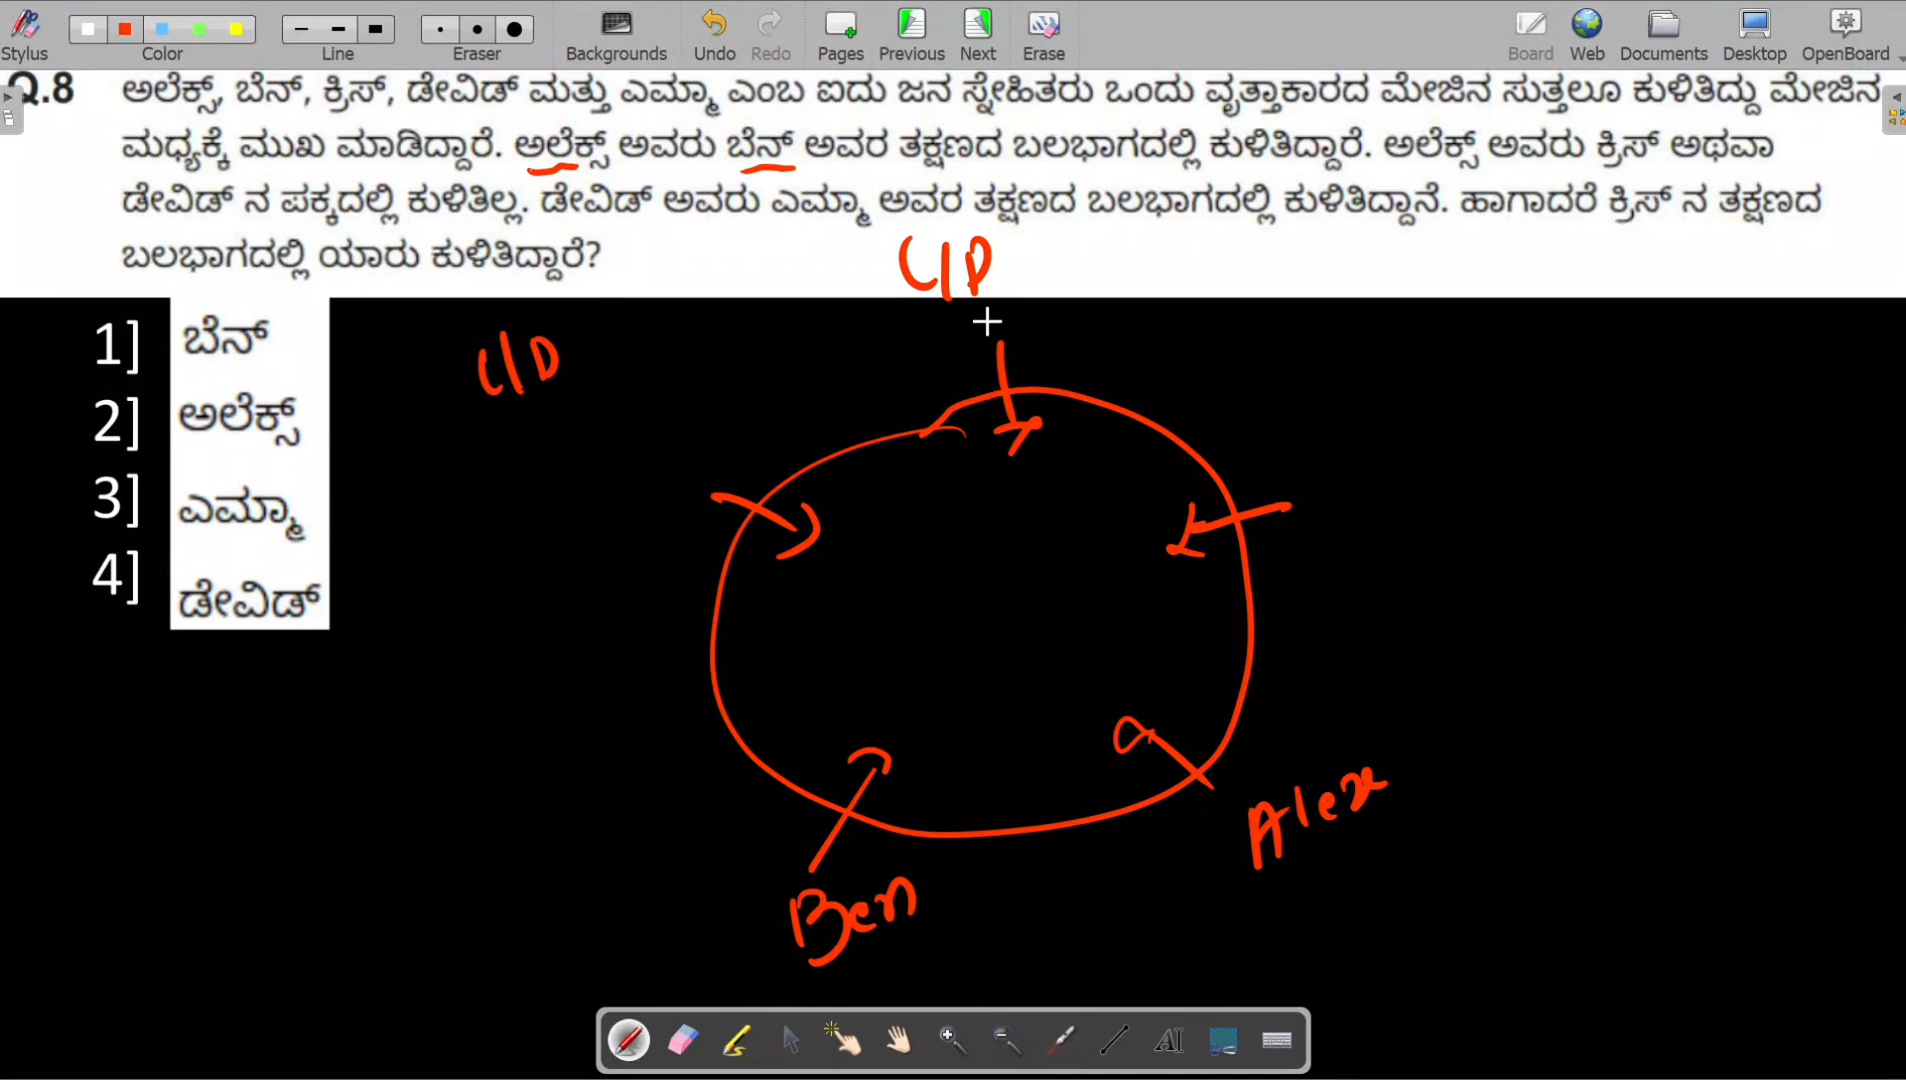 Stylus Color Line Eraser Backgrounds Undo Redo Pages Previous Next Erase Board Web Documents Desktop OpenBoard
Q.8 ಅಲೆಕ್ಸ್, ಬೆನ್, ಕ್ರಿಸ್, ಡೇವಿಡ್ ಮತ್ತು ಎಮ್ಮಾ ಎಂಬ ಐದು ಜನ ಸ್ನೇಹಿತರು ಒಂದು ವೃತ್ತಾಕಾರದ ಮೇಜಿನ ಸುತ್ತಲೂ ಕುಳಿತಿದ್ದು ಮೇಜಿನ
ಮಧ್ಯಕ್ಕೆ ಮುಖ ಮಾಡಿದ್ದಾರೆ. ಅಲೆಕ್ಸ್ ಅವರು ಬೆನ್ ಅವರ ತಕ್ಷಣದ ಬಲಭಾಗದಲ್ಲಿ ಕುಳಿತಿದ್ದಾರೆ. ಅಲೆಕ್ಸ್ ಅವರು ಕ್ರಿಸ್ ಅಥವಾ
ಡೇವಿಡ್ ನ ಪಕ್ಕದಲ್ಲಿ ಕುಳಿತಿಲ್ಲ. ಡೇವಿಡ್ ಅವರು ಎಮ್ಮಾ ಅವರ ತಕ್ಷಣದ ಬಲಭಾಗದಲ್ಲಿ ಕುಳಿತಿದ್ದಾನೆ. ಹಾಗಾದರೆ ಕ್ರಿಸ್ ನ ತಕ್ಷಣದ
ಬಲಭಾಗದಲ್ಲಿ ಯಾರು ಕುಳಿತಿದ್ದಾರೆ?
C/D
1] ಬೆನ್
C/D
2] ಅಲೆಕ್ಸ್
3] ಎಮ್ಮಾ
4] ಡೇವಿಡ್
Alex
Ben